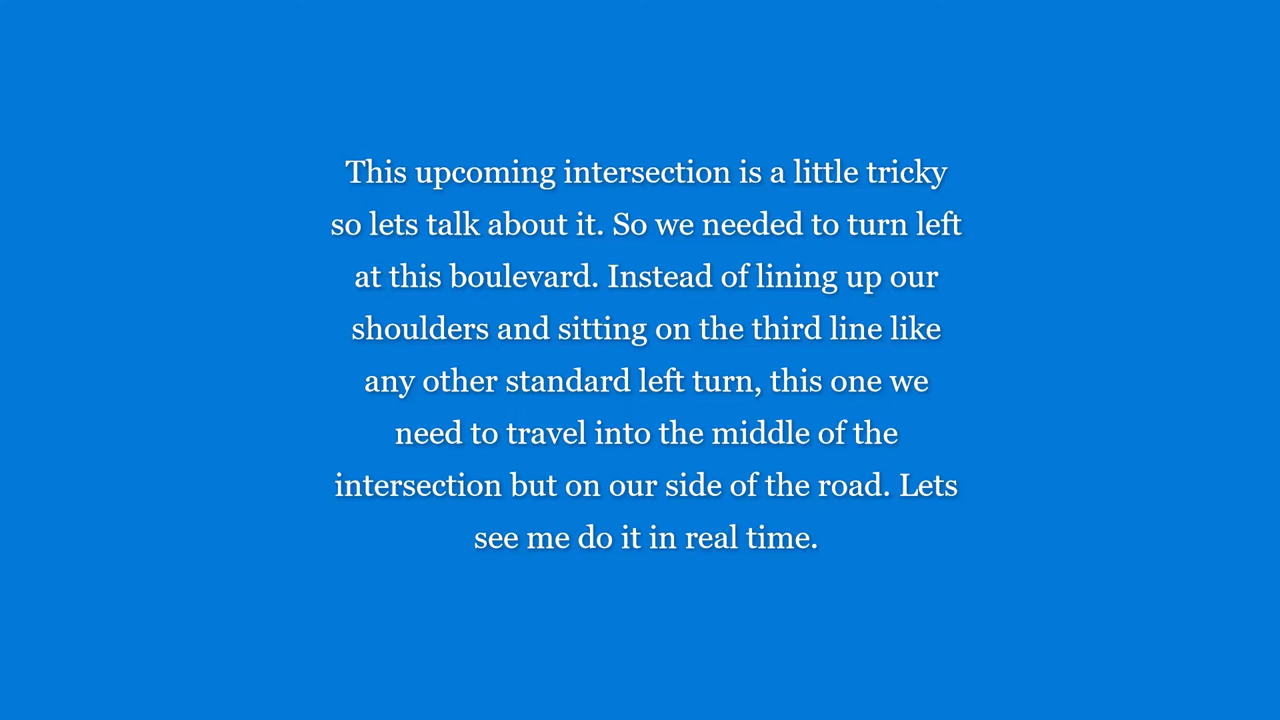 This upcoming intersection is a little tricky
so lets talk about it. So we needed to turn left
at this boulevard. Instead of lining up our
shoulders and sitting on the third line like
any other standard left turn, this one we
need to travel into the middle of the
intersection but on our side of the road. Lets
see me do it in real time.